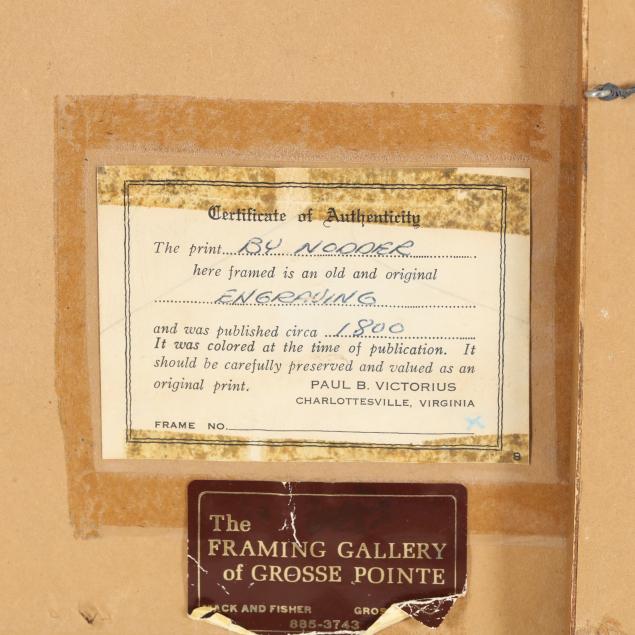 Certificate of Authenticity
The print BY NODDER
here framed is an old and original
ENGRAVING
and was published circa 1800
It was colored at the time of publication. It
should be carefully preserved and valued as an
original print. PAUL B. VICTORIUS
CHARLOTTESVILLE, VIRGINIA
FRAME NO.
8
The
FRAMING GALLERY
of GROSSE POINTE
AND FISHER
885-3743